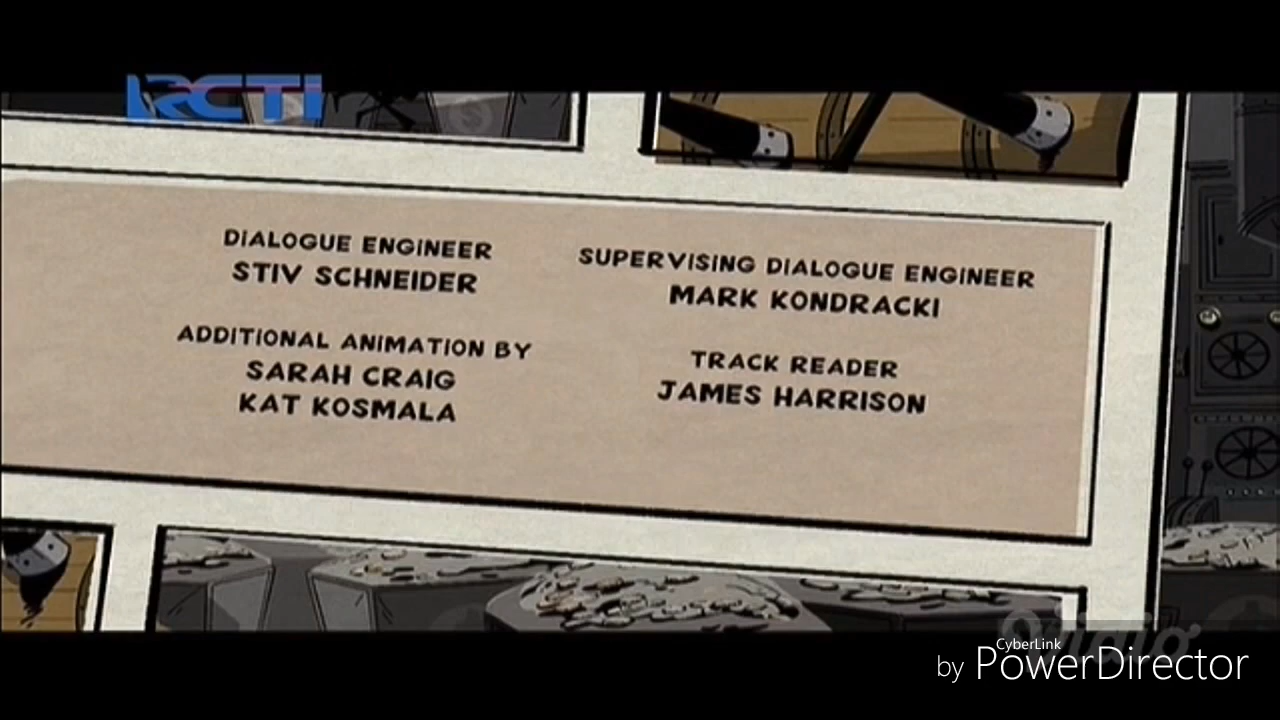 RCTI
DIALOGUE ENGINEER
STIV SCHNEIDER
SUPERVISING DIALOGUE ENGINEER
MARK KONDRACKI
ADDITIONAL ANIMATION BY
SARAH CRAIG
KAT KOSMALA
TRACK READER
JAMES HARRISON
Vidio
CyberLink
by PowerDirector